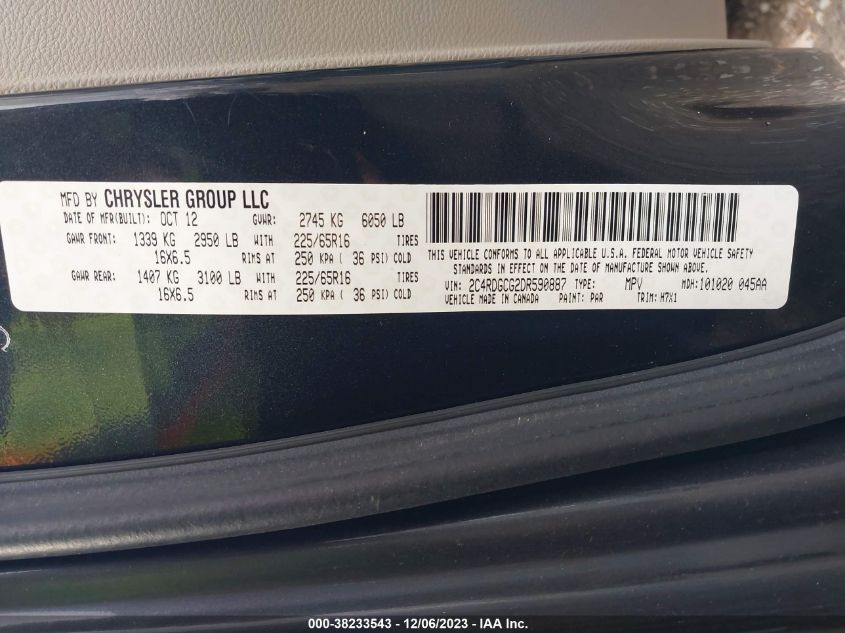 MFD BY CHRYSLER GROUP LLC
DATE OF MFR(BUILT): OCT 12 GVWR: 2745 KG 6050 LB
GAWR FRONT: 1339 KG 2950 LB WITH 225/65R16 TIRES
16X6.5 RIMS AT 250 KPA ( 36 PSI) COLD
GAWR REAR: 1407 KG 3100 LB WITH 225/65R16 TIRES
16X6.5 RIMS AT 250 KPA ( 36 PSI) COLD
THIS VEHICLE CONFORMS TO ALL APPLICABLE U.S.A. FEDERAL MOTOR VEHICLE SAFETY
STANDARDS IN EFFECT ON THE DATE OF MANUFACTURE SHOWN ABOVE.
VIN: 2C4RDGCG2DR590887 TYPE: MPV MDH: 101020 045AA
VEHICLE MADE IN CANADA PAINT: PAR TRIM: H7X1
000-38233543 - 12/06/2023 - IAA Inc.